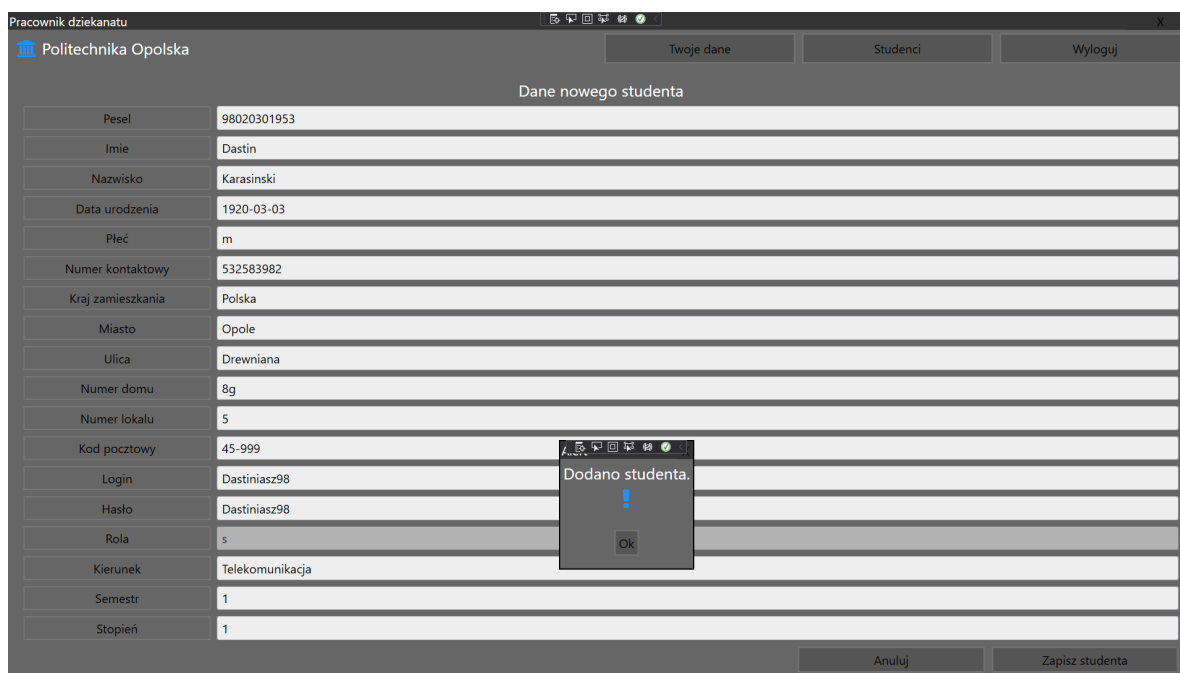 Pracownik dziekanatu X
Politechnika Opolska Twoje dane Studenci Wyloguj
Dane nowego studenta
Pesel 98020301953
Imie Dastin
Nazwisko Karasinski
Data urodzenia 1920-03-03
Płeć m
Numer kontaktowy 532583982
Kraj zamieszkania Polska
Miasto Opole
Ulica Drewniana
Numer domu 8g
Numer lokalu 5
Kod pocztowy 45-999
Login Dastiniasz98
Hasło Dastiniasz98
Rola s
Kierunek Telekomunikacja
Semestr 1
Stopień 1
Dodano studenta.
!
Ok
Anuluj Zapisz studenta